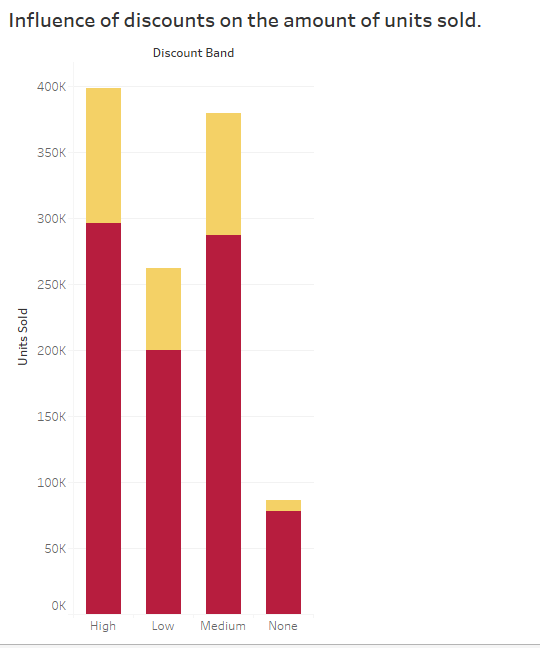 Influence of discounts on the amount of units sold.
Discount Band
400K
350K
300K
250K
200K
150K
100K
50K
0K
Units Sold
High Low Medium None